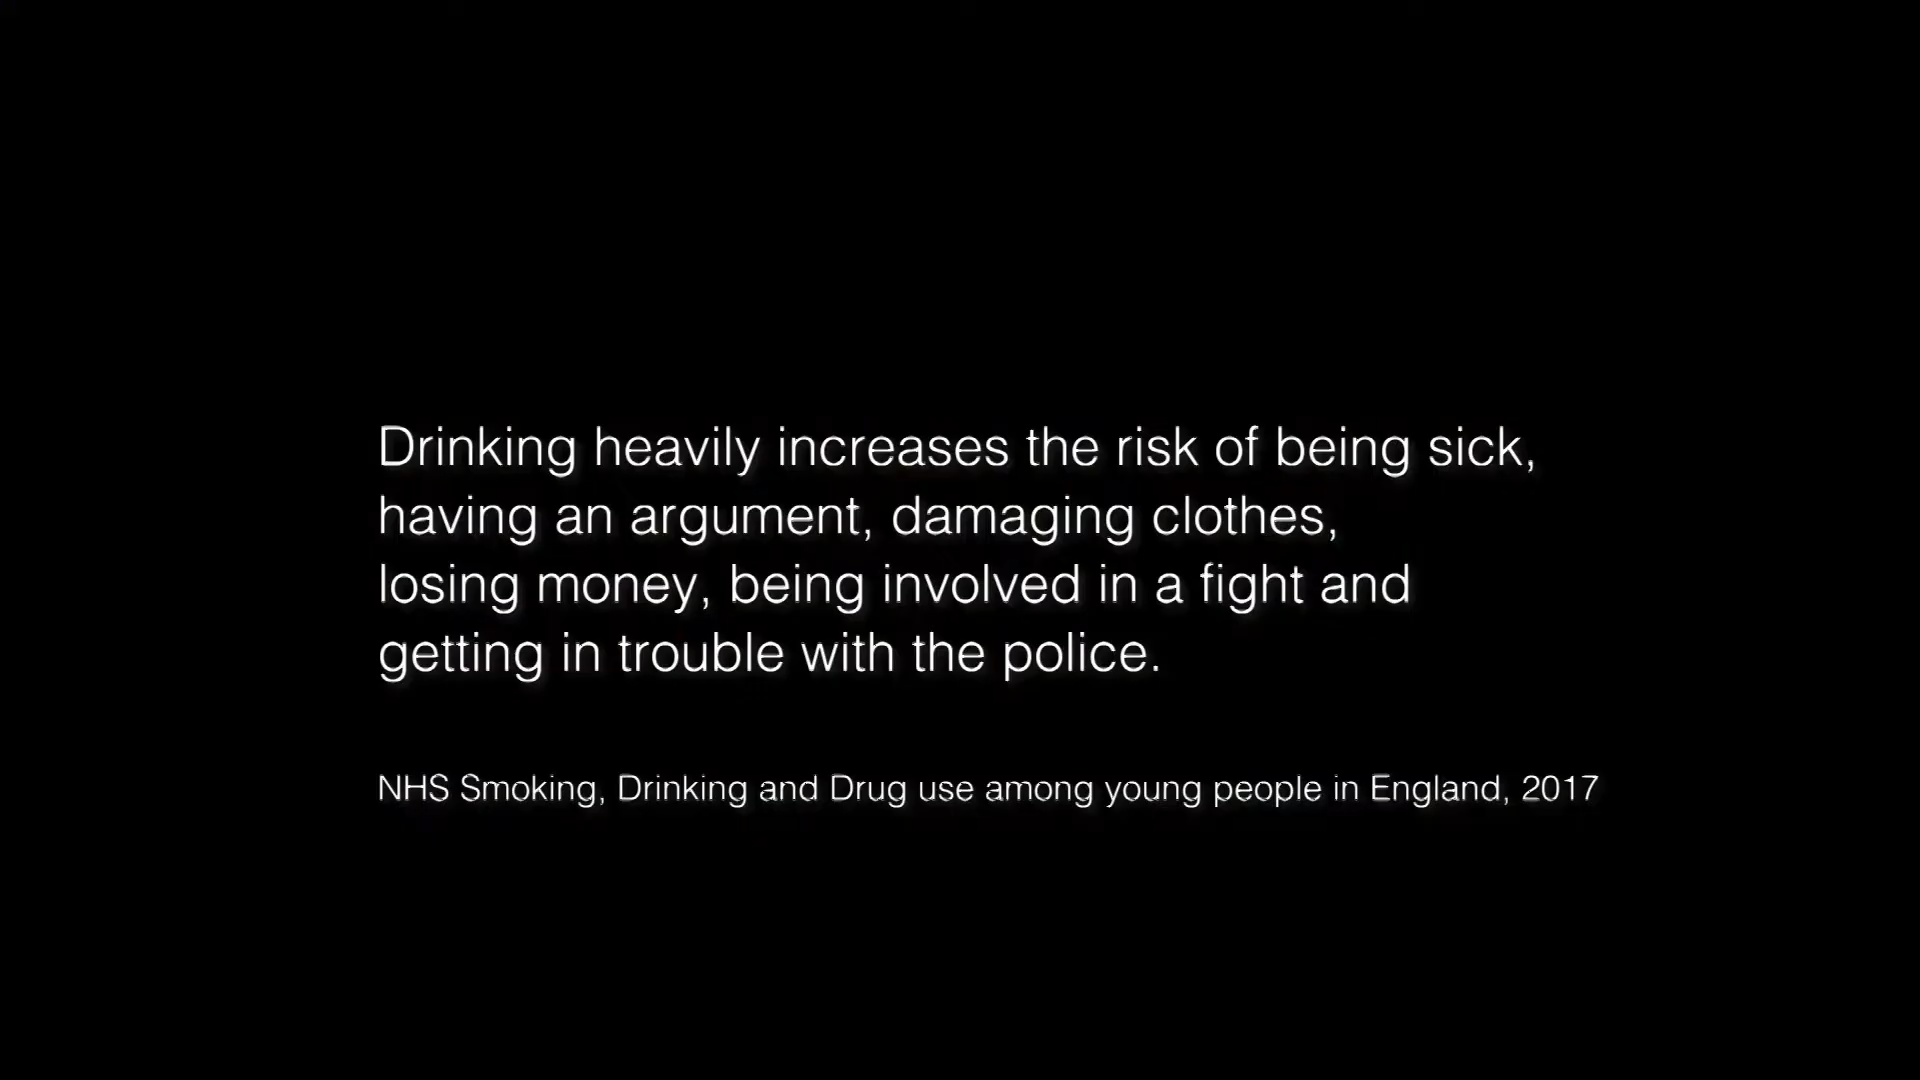 Drinking heavily increases the risk of being sick,
having an argument, damaging clothes,
losing money, being involved in a fight and
getting in trouble with the police.
NHS Smoking, Drinking and Drug use among young people in England, 2017